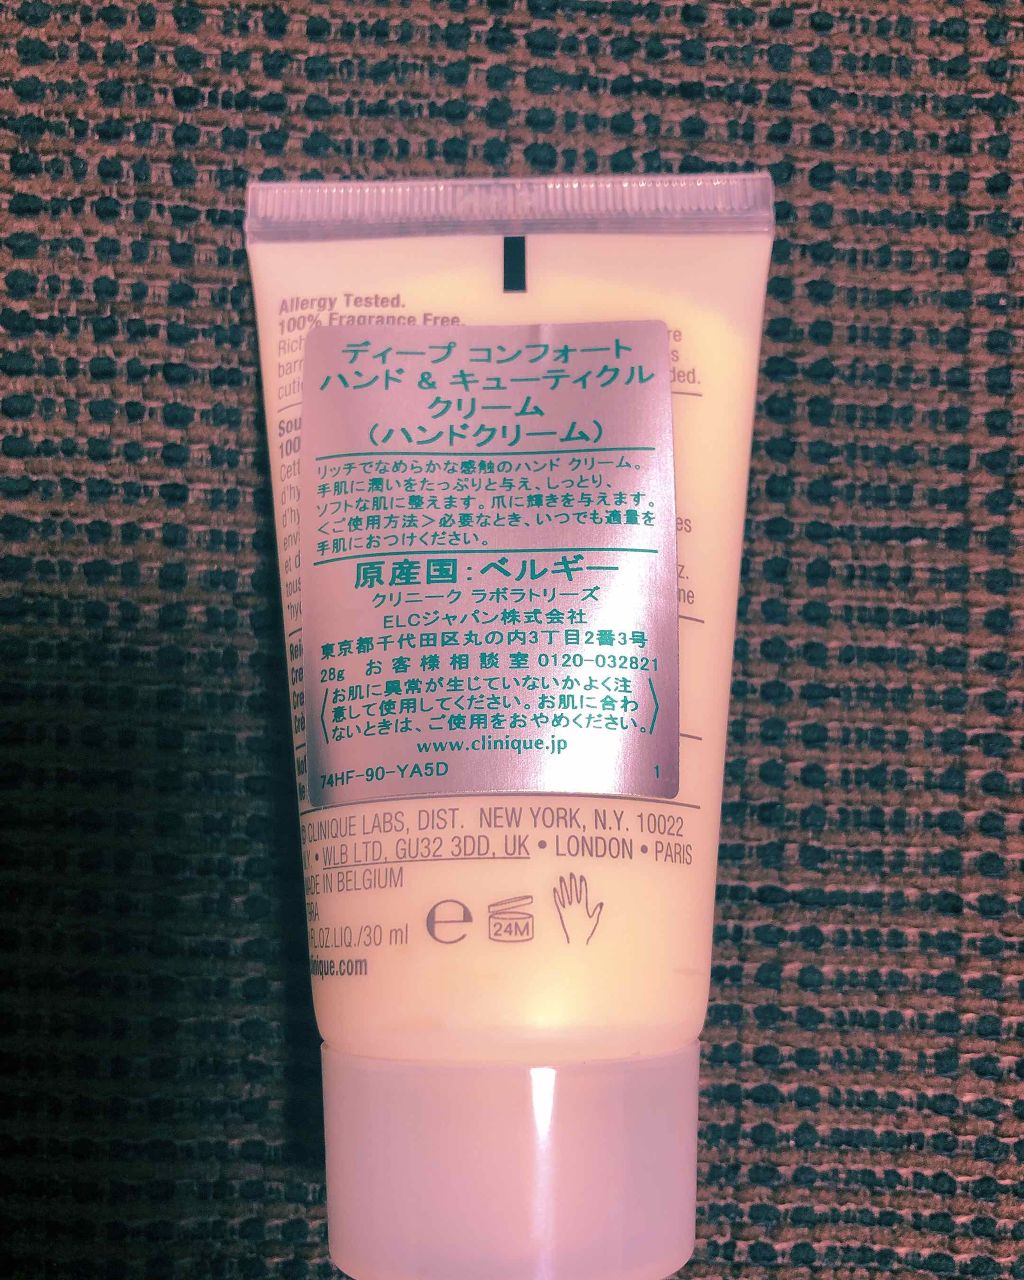 Allergy Tested.
100% Fragrance Free.
ディープ コンフォート
ハンド & キューティクル
クリーム
(ハンドクリーム)
リッチでなめらかな感触のハンド クリーム。
手肌に潤いをたっぷりと与え、しっとり、
ソフトな肌に整えます。爪に輝きを与えます。
＜ご使用方法＞必要なとき、いつでも適量を
手肌におつけください。
原産国：ベルギー
クリニーク ラボラトリーズ
ELCジャパン株式会社
東京都千代田区丸の内3丁目2番3号
28g お客様相談室 0120-032821
〈お肌に異常が生じていないかよく注
意して使用してください。お肌に合わ
ないときは、ご使用をおやめください。〉
www.clinique.jp
74HF-90-YA5D 1
CLINIQUE LABS, DIST. NEW YORK, N.Y. 10022
• WLB LTD, GU32 3DD, UK • LONDON • PARIS
IN BELGIUM
FL.OZ.LIQ./30 ml e 24M